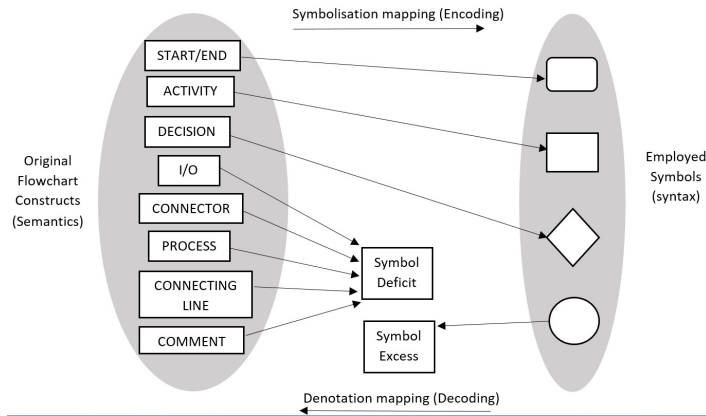 Symbolisation mapping (Encoding)
START/END
ACTIVITY
DECISION
I/O
CONNECTOR
PROCESS
CONNECTING
LINE
COMMENT
Original
Flowchart
Constructs
(Semantics)
Symbol
Deficit
Symbol
Excess
Employed
Symbols
(syntax)
Denotation mapping (Decoding)